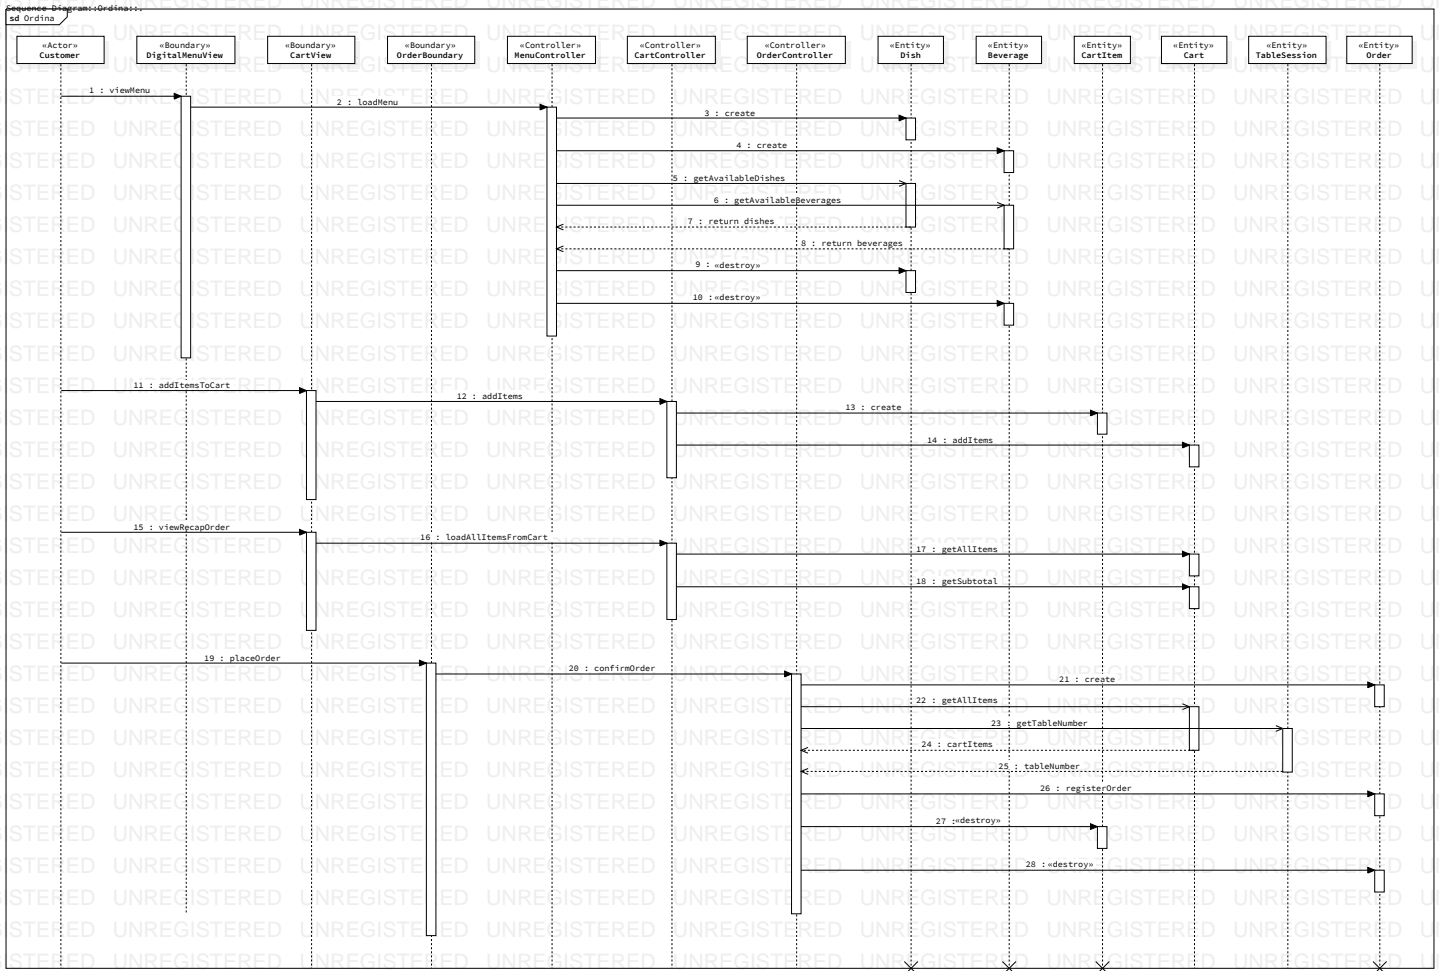 Sequence Diagram::Ordina::.
sd Ordina
«Actor»
Customer
«Boundary»
DigitalMenuView
«Boundary»
CartView
«Boundary»
OrderBoundary
«Controller»
MenuController
«Controller»
CartController
«Controller»
OrderController
«Entity»
Dish
«Entity»
Beverage
«Entity»
CartItem
«Entity»
Cart
«Entity»
TableSession
«Entity»
Order
1 : viewMenu
2 : loadMenu
3 : create
4 : create
5 : getAvailableDishes
6 : getAvailableBeverages
7 : return dishes
8 : return beverages
9 : «destroy»
10 : «destroy»
11 : addItemsToCart
12 : addItems
13 : create
14 : addItems
15 : viewRecapOrder
16 : loadAllItemsFromCart
17 : getAllItems
18 : getSubtotal
19 : placeOrder
20 : confirmOrder
21 : create
22 : getAllItems
23 : getTableNumber
24 : cartItems
25 : tableNumber
26 : registerOrder
27 : «destroy»
28 : «destroy»
UNREGISTERED